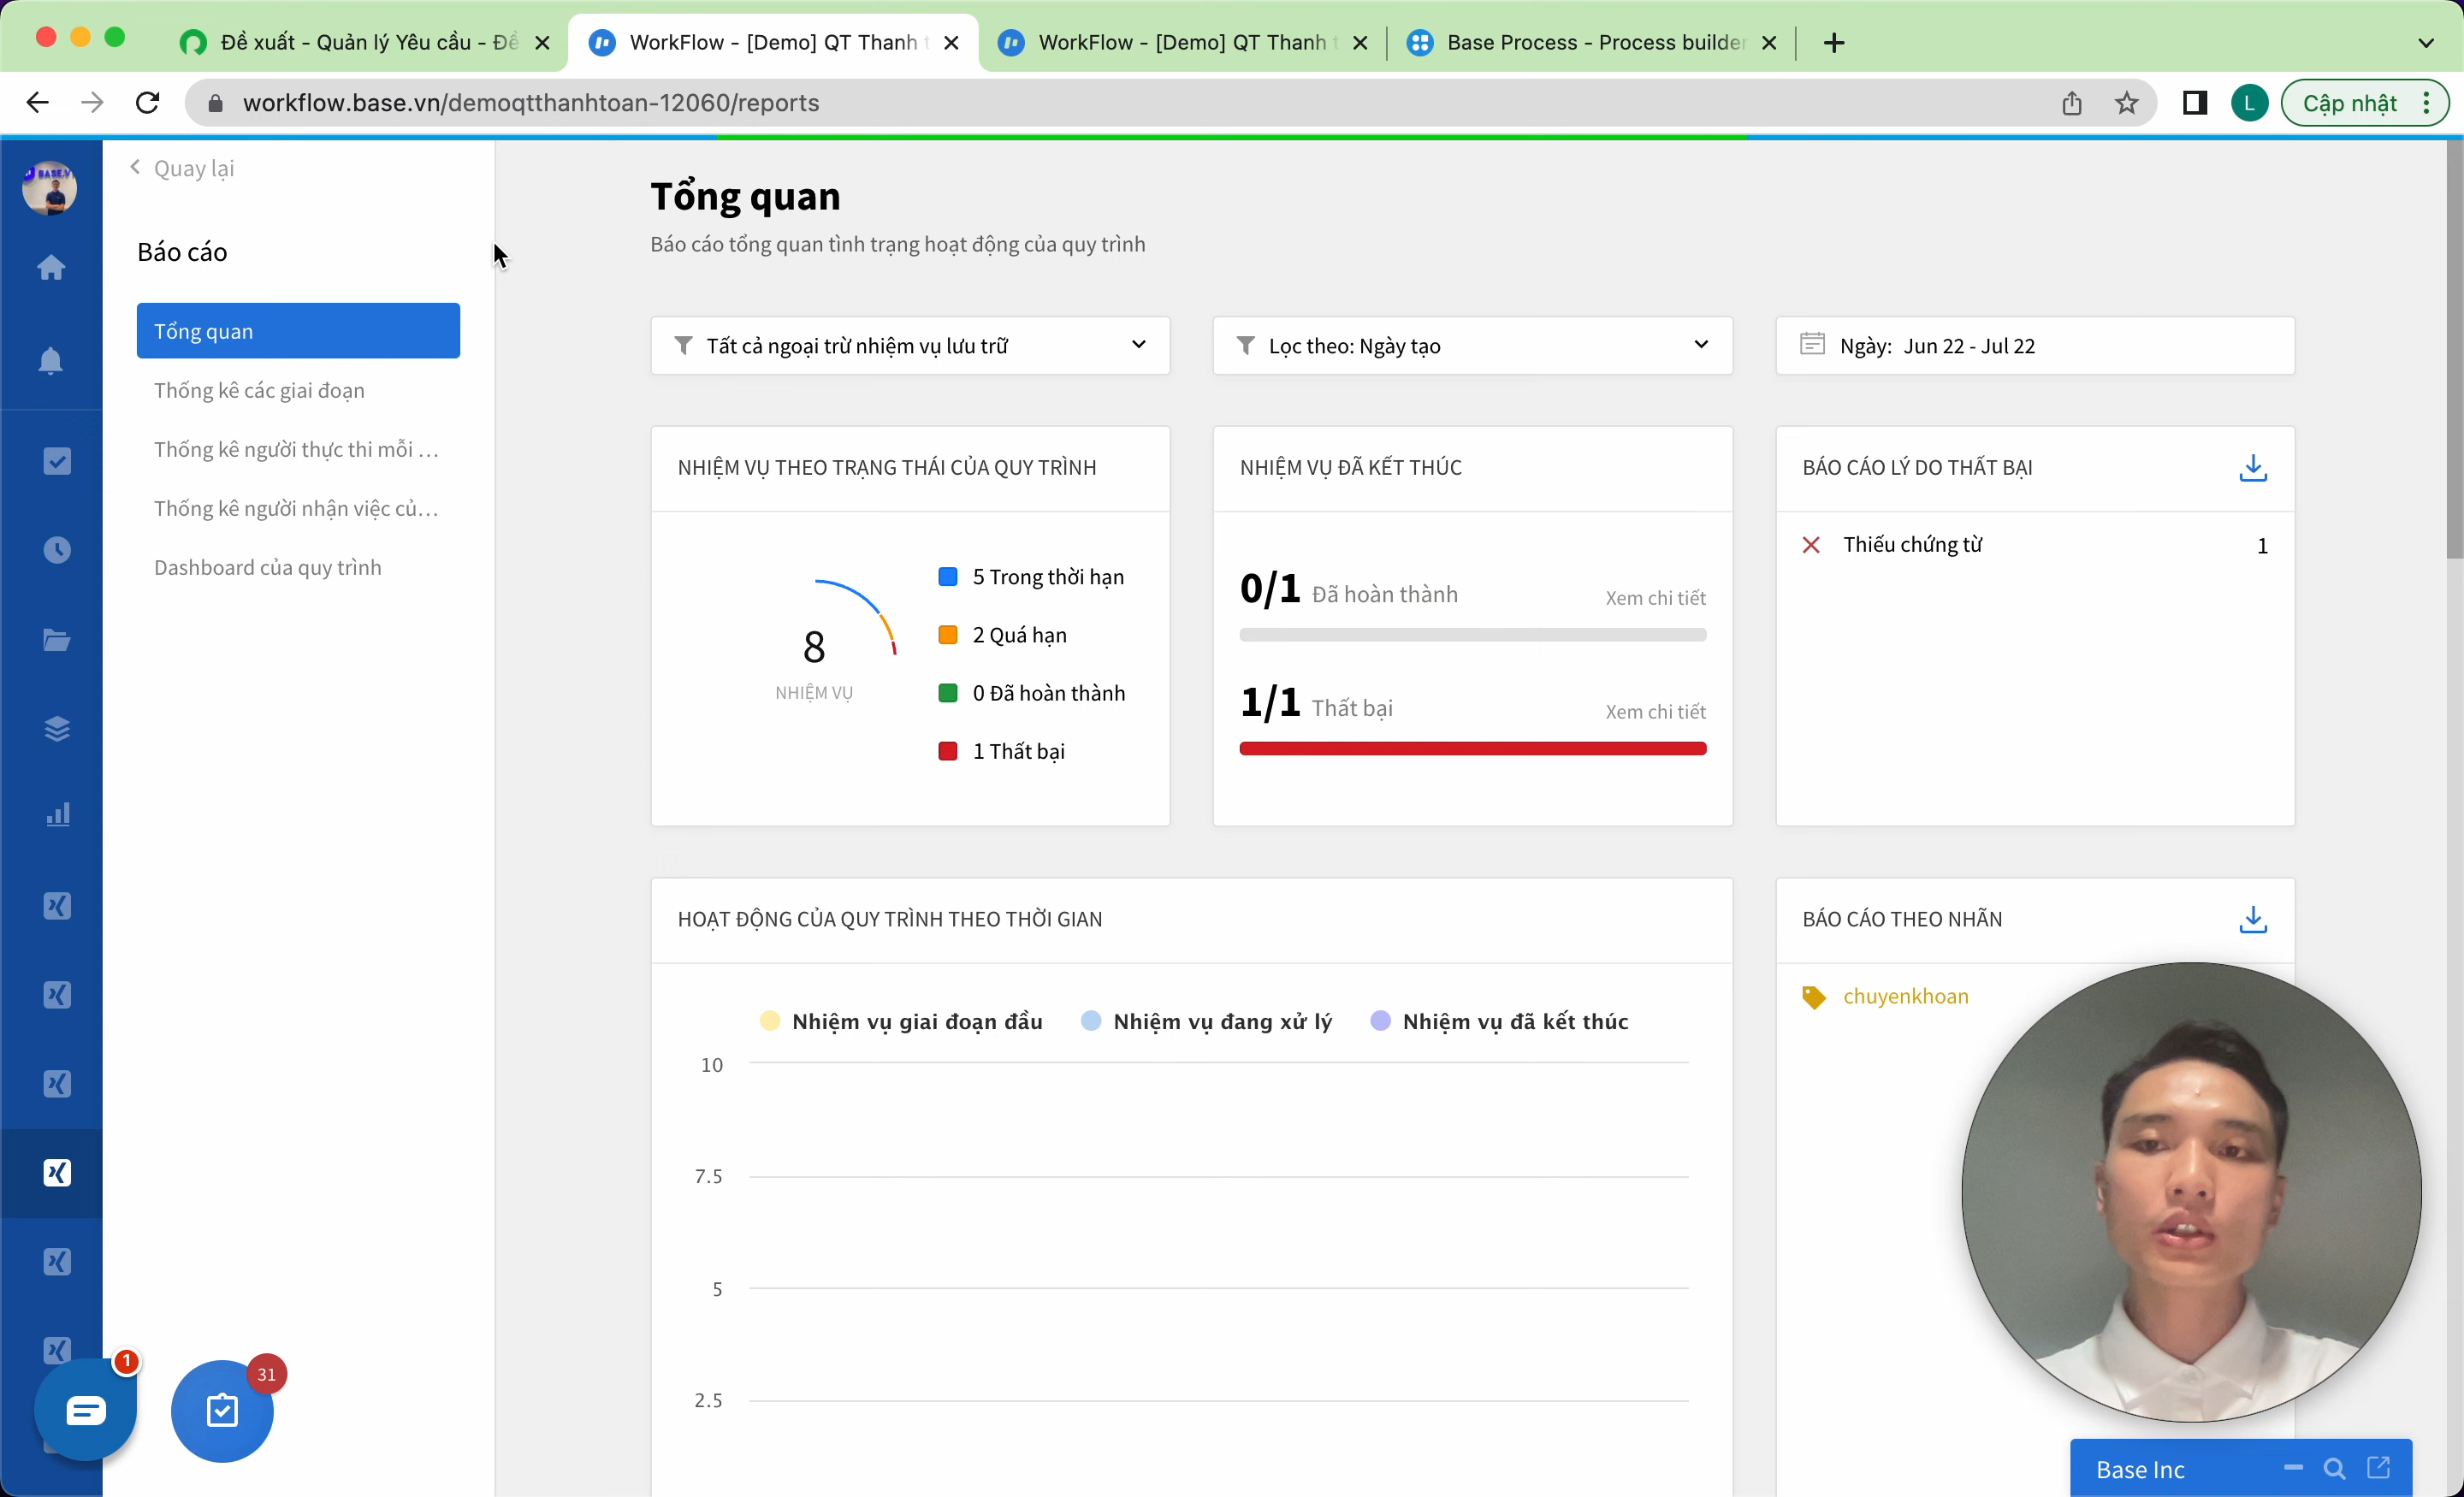 Đề xuất - Quản lý Yêu cầu - Đề
WorkFlow - [Demo] QT Thanh t
WorkFlow - [Demo] QT Thanh t
Base Process - Process builder
workflow.base.vn/demoqtthanhtoan-12060/reports
L
Cập nhật
BASE.V
Quay lại
Báo cáo
Tổng quan
Thống kê các giai đoạn
Thống kê người thực thi mỗi ...
Thống kê người nhận việc củ...
Dashboard của quy trình
1
31
Tổng quan
Báo cáo tổng quan tình trạng hoạt động của quy trình
Tất cả ngoại trừ nhiệm vụ lưu trữ
Lọc theo: Ngày tạo
Ngày: Jun 22 - Jul 22
NHIỆM VỤ THEO TRẠNG THÁI CỦA QUY TRÌNH
8
NHIỆM VỤ
5 Trong thời hạn
2 Quá hạn
0 Đã hoàn thành
1 Thất bại
NHIỆM VỤ ĐÃ KẾT THÚC
0/1 Đã hoàn thành
Xem chi tiết
1/1 Thất bại
Xem chi tiết
BÁO CÁO LÝ DO THẤT BẠI
Thiếu chứng từ 1
HOẠT ĐỘNG CỦA QUY TRÌNH THEO THỜI GIAN
Nhiệm vụ giai đoạn đầu
Nhiệm vụ đang xử lý
Nhiệm vụ đã kết thúc
10
7.5
5
2.5
BÁO CÁO THEO NHÃN
chuyenkhoan
Base Inc